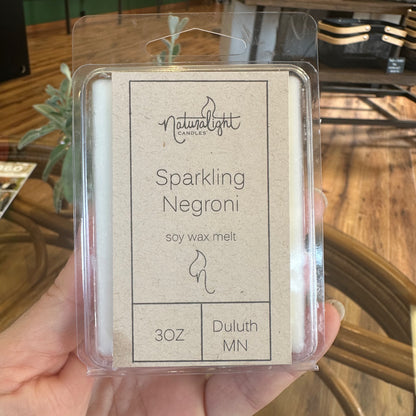 Naturalight
CANDLES
Sparkling
Negroni
soy wax melt
N
3OZ
Duluth
MN